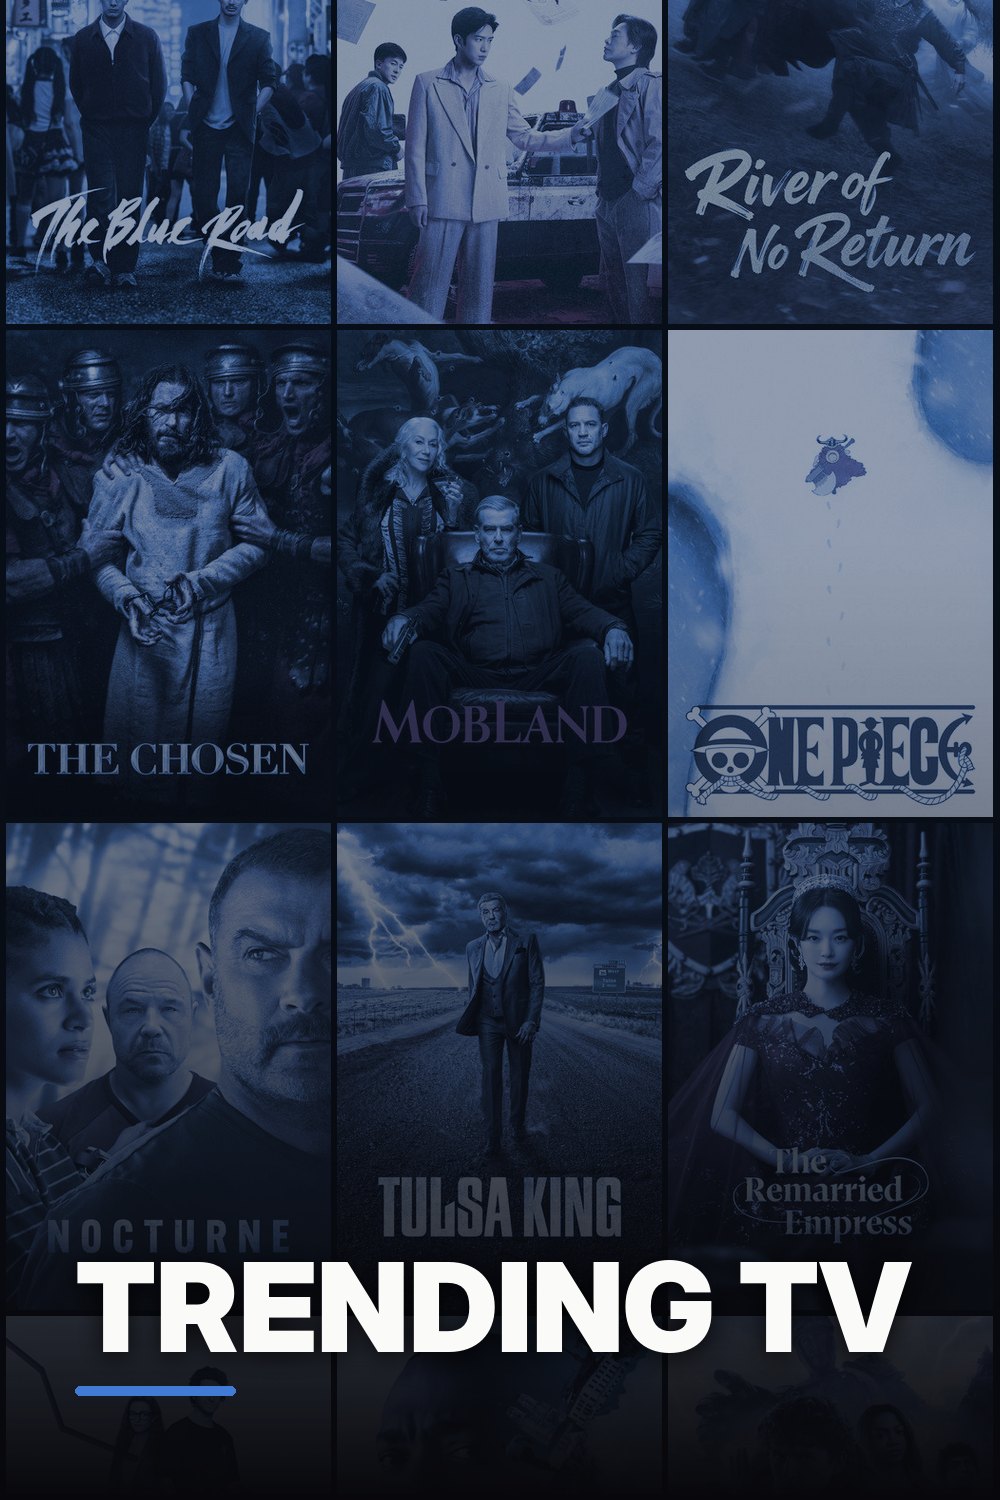 The Blue Road
River of
No Return
THE CHOSEN
MOBLAND
ONE PIECE
NOCTURNE
TULSA KING
The
Remarried
Empress
TRENDING TV